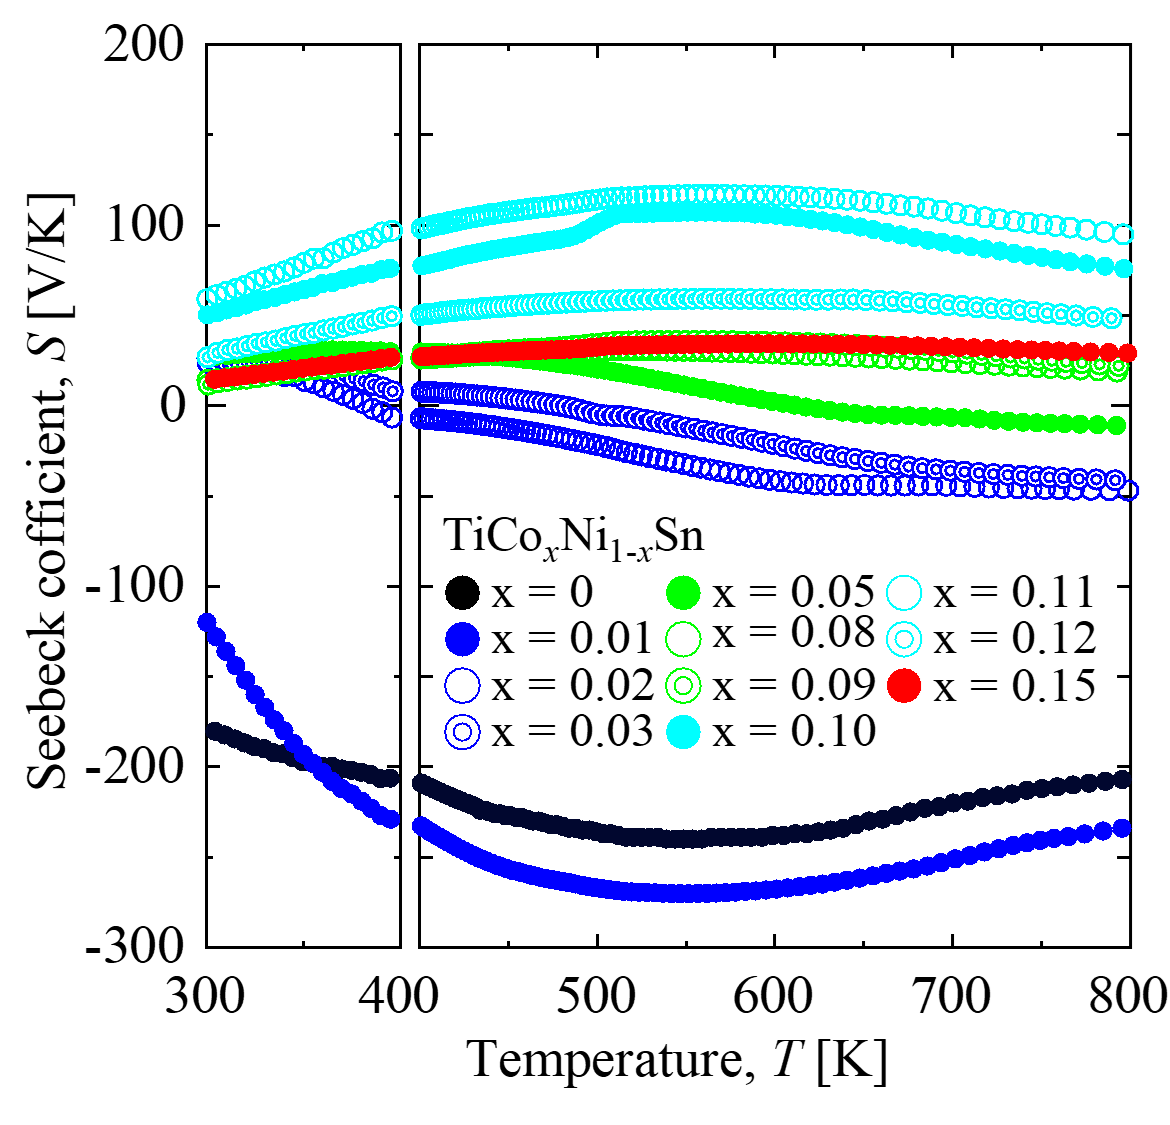 200
100
0
-100
-200
-300
Seebeck cofficient, S [V/K]
TiCoxNi1-xSn
x = 0
x = 0.01
x = 0.02
x = 0.03
x = 0.05
x = 0.08
x = 0.09
x = 0.10
x = 0.11
x = 0.12
x = 0.15
300 400 500 600 700 800
Temperature, T [K]